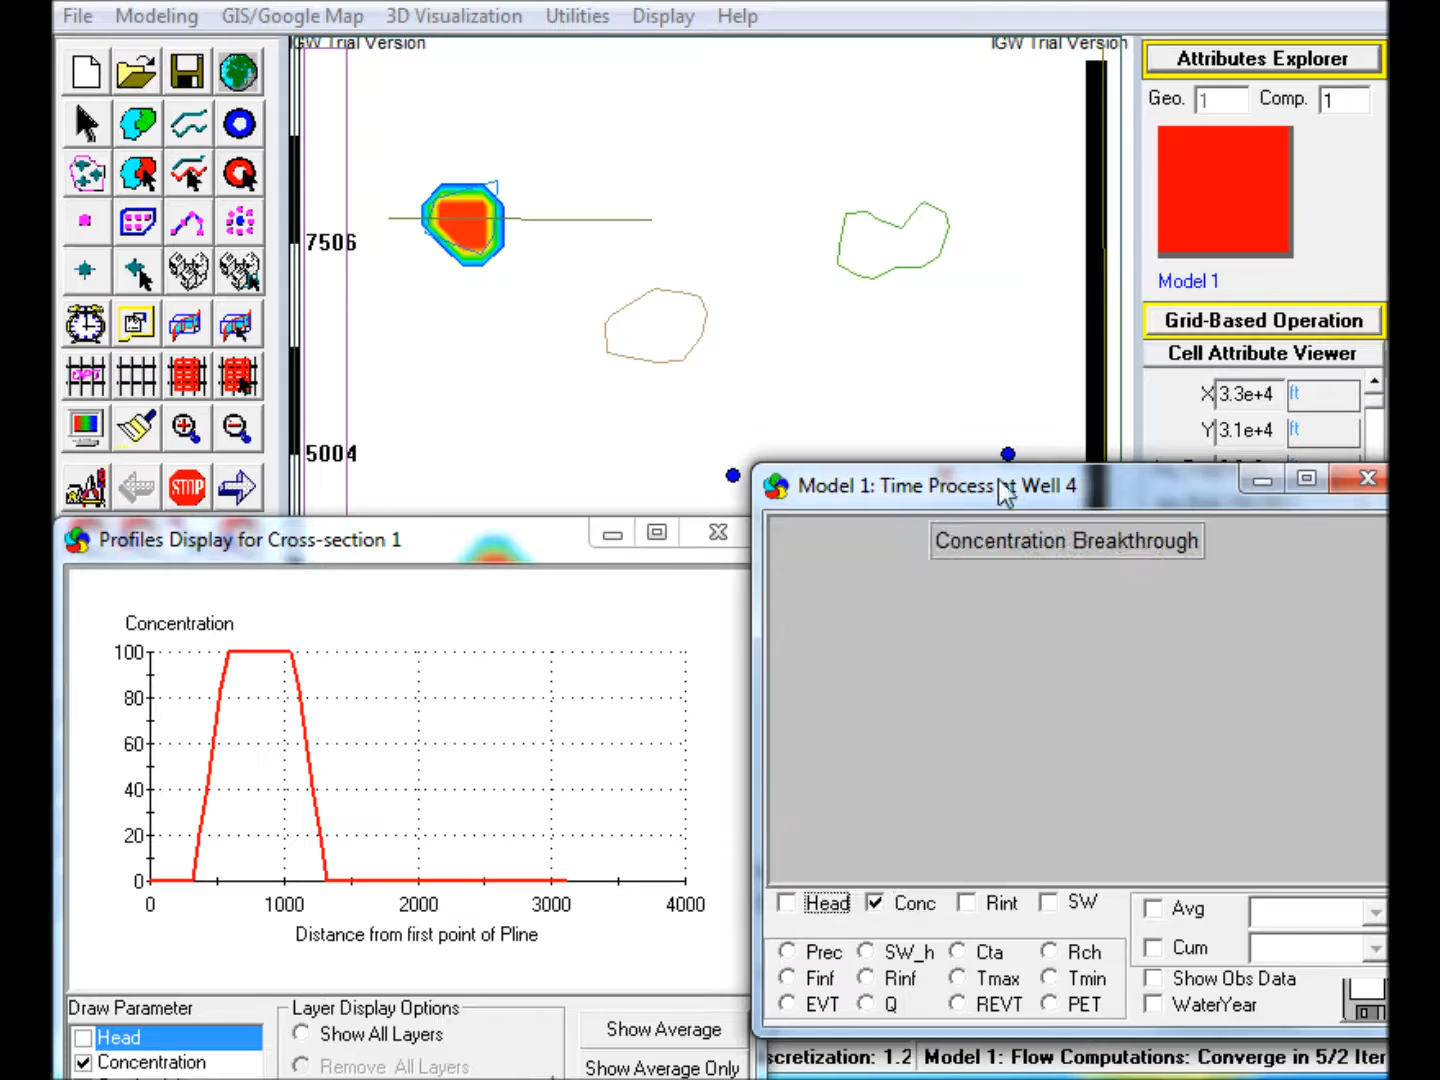 File Modeling GIS/Google Map 3D Visualization Utilities Display Help
IGW Trial Version
IGW Trial Version
7506
5004
Attributes Explorer
Geo. 1 Comp. 1
Model 1
Grid-Based Operation
Cell Attribute Viewer
X 3.3e+4 ft
Y 3.1e+4 ft
OPT
STOP
Profiles Display for Cross-section 1
Concentration
100
80
60
40
20
0
0 1000 2000 3000 4000
Distance from first point of Pline
Draw Parameter
Head
Concentration
Layer Display Options
Show All Layers
Remove All Layers
Show Average
Show Average Only
Model 1: Time Process at Well 4
Concentration Breakthrough
Head Conc Rint SW
Prec SW_h Cta Rch
Finf Rinf Tmax Tmin
EVT Q REVT PET
Avg
Cum
Show Obs Data
WaterYear
scretization: 1.2 Model 1: Flow Computations: Converge in 5/2 Iter